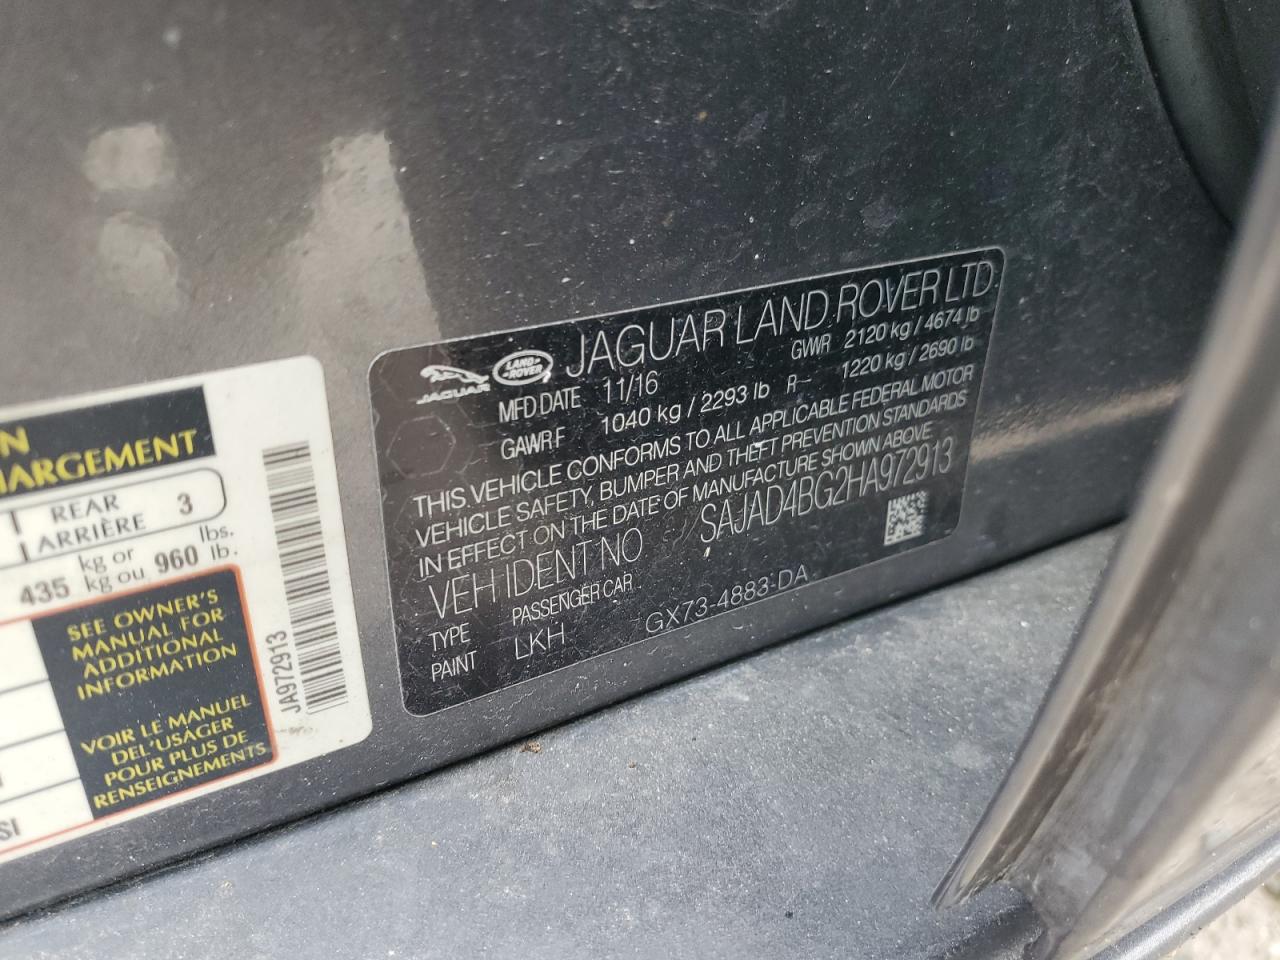 JAGUAR LAND-ROVER JAGUAR LAND ROVER LTD
MFD DATE 11/16 GVWR 2120 kg / 4674 lb
GAWR F 1040 kg / 2293 lb R— 1220 kg / 2690 lb
THIS VEHICLE CONFORMS TO ALL APPLICABLE FEDERAL MOTOR
VEHICLE SAFETY, BUMPER AND THEFT PREVENTION STANDARDS
IN EFFECT ON THE DATE OF MANUFACTURE SHOWN ABOVE
VEH IDENT NO SAJAD4BG2HA972913
TYPE PASSENGER CAR
PAINT LKH GX73-4883-DA
N
HARGEMENT
REAR
ARRIÈRE 3
435 kg or kg ou 960 lbs. lb.
SEE OWNER'S
MANUAL FOR
ADDITIONAL
INFORMATION
VOIR LE MANUEL
DEL'USAGER
POUR PLUS DE
RENSEIGNEMENTS
SI
JA972913